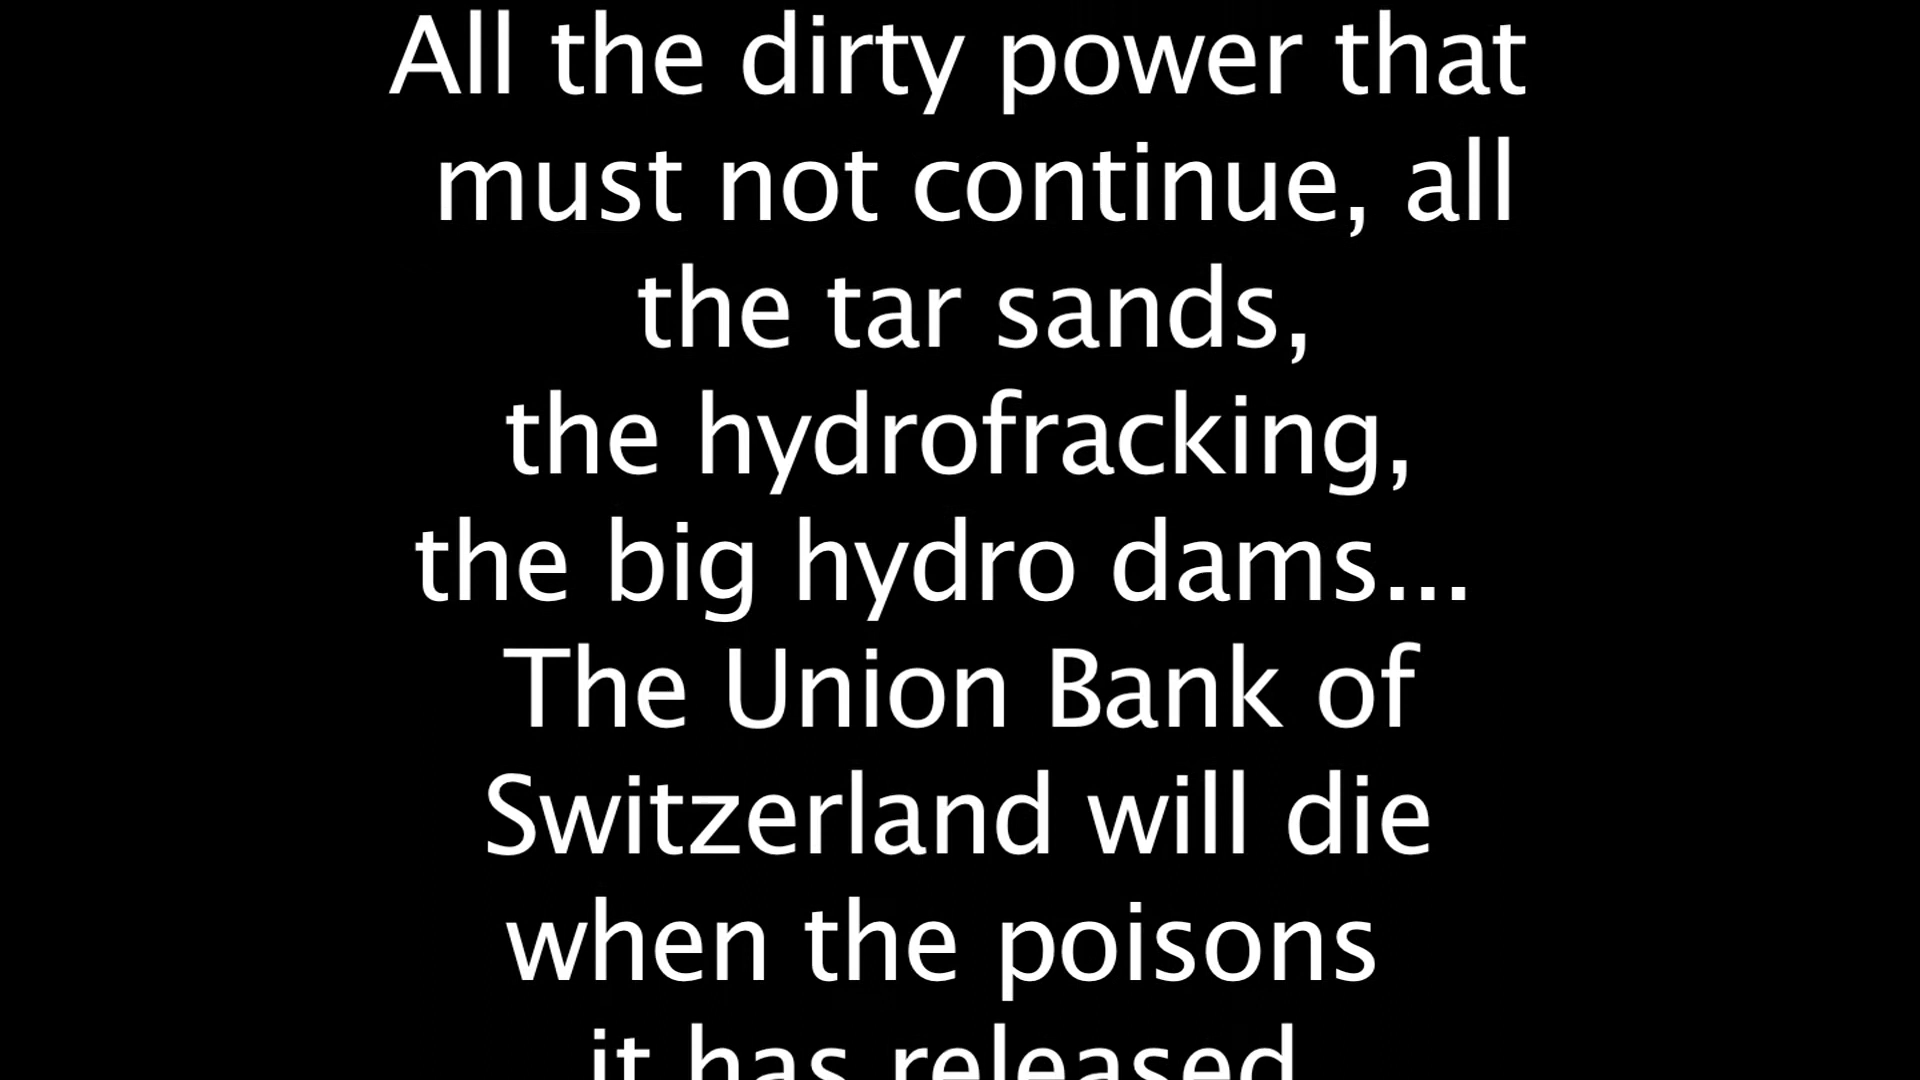 All the dirty power that
must not continue, all
the tar sands,
the hydrofracking,
the big hydro dams...
The Union Bank of
Switzerland will die
when the poisons
it has released